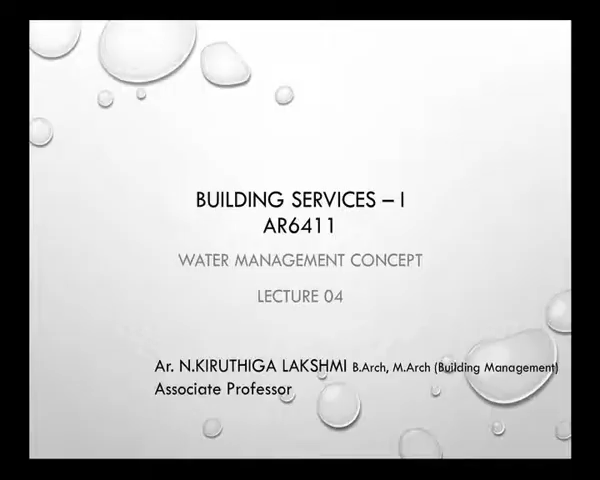 BUILDING SERVICES – I
AR6411
WATER MANAGEMENT CONCEPT
LECTURE 04
Ar. N.KIRUTHIGA LAKSHMI B.Arch, M.Arch (Building Management)
Associate Professor